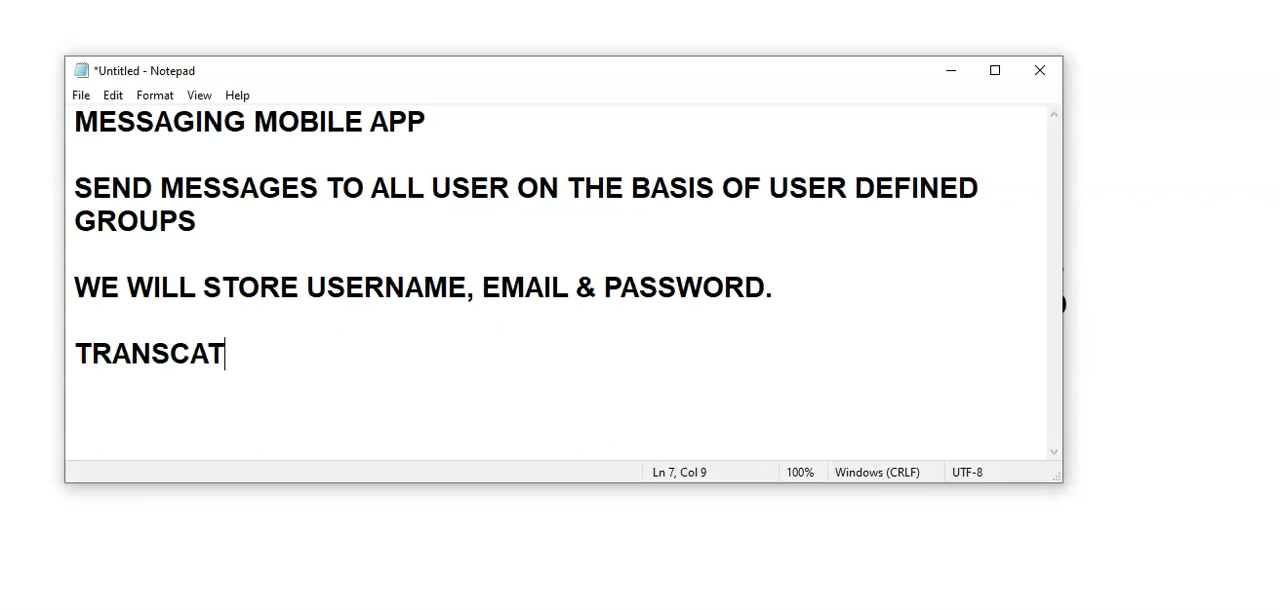 *Untitled - Notepad
File Edit Format View Help
MESSAGING MOBILE APP
SEND MESSAGES TO ALL USER ON THE BASIS OF USER DEFINED
GROUPS
WE WILL STORE USERNAME, EMAIL & PASSWORD.
TRANSCAT
Ln 7, Col 9 100% Windows (CRLF) UTF-8